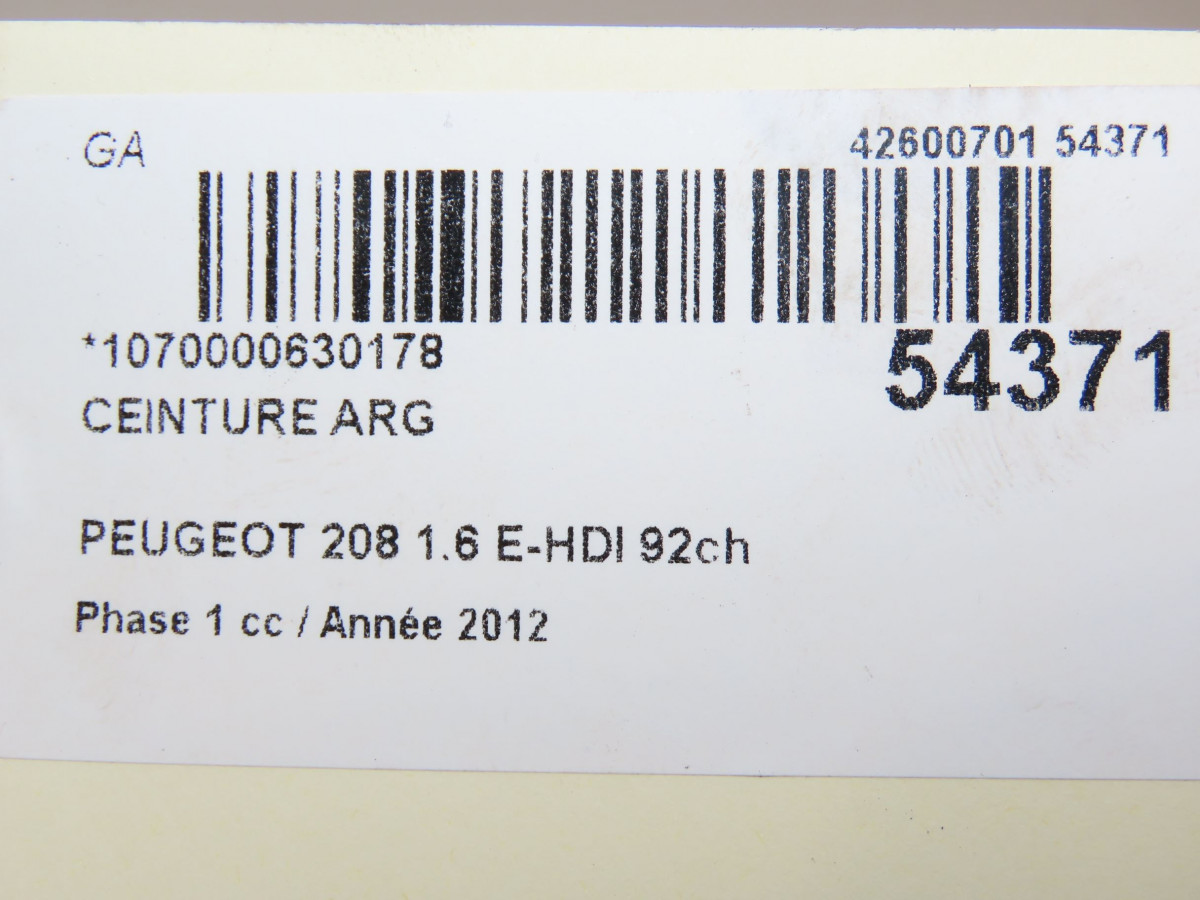 GA
42600701 54371
*1070000630178
54371
CEINTURE ARG
PEUGEOT 208 1.6 E-HDI 92ch
Phase 1 cc / Année 2012